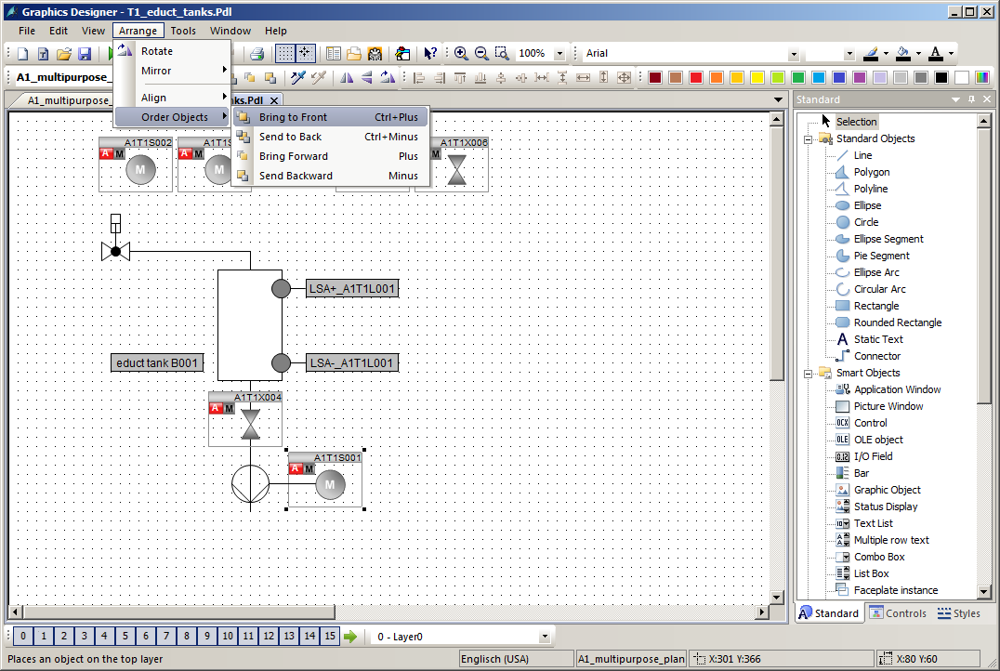 Graphics Designer - T1_educt_tanks.Pdl
File Edit View Arrange Tools Window Help
100% Arial
A1_multipurpose_
A1_multipurpose_ nks.Pdl
Rotate
Mirror
Align
Order Objects
Bring to Front Ctrl+Plus
Send to Back Ctrl+Minus
Bring Forward Plus
Send Backward Minus
A1T1S002 A1T1S A1T1X006
A M A M M
M M
LSA+_A1T1L001
educt tank B001 LSA-_A1T1L001
A1T1X004
A M
A1T1S001
A M
M
Standard
Selection
Standard Objects
Line
Polygon
Polyline
Ellipse
Circle
Ellipse Segment
Pie Segment
Ellipse Arc
Circular Arc
Rectangle
Rounded Rectangle
A Static Text
Connector
Smart Objects
Application Window
Picture Window
OCX Control
OLE OLE object
0.12 I/O Field
Bar
Graphic Object
Status Display
Text List
Multiple row text
Combo Box
List Box
Faceplate instance
Standard Controls Styles
0 1 2 3 4 5 6 7 8 9 10 11 12 13 14 15 0 - Layer0
Places an object on the top layer Englisch (USA) A1_multipurpose_plan X:301 Y:366 X:80 Y:60